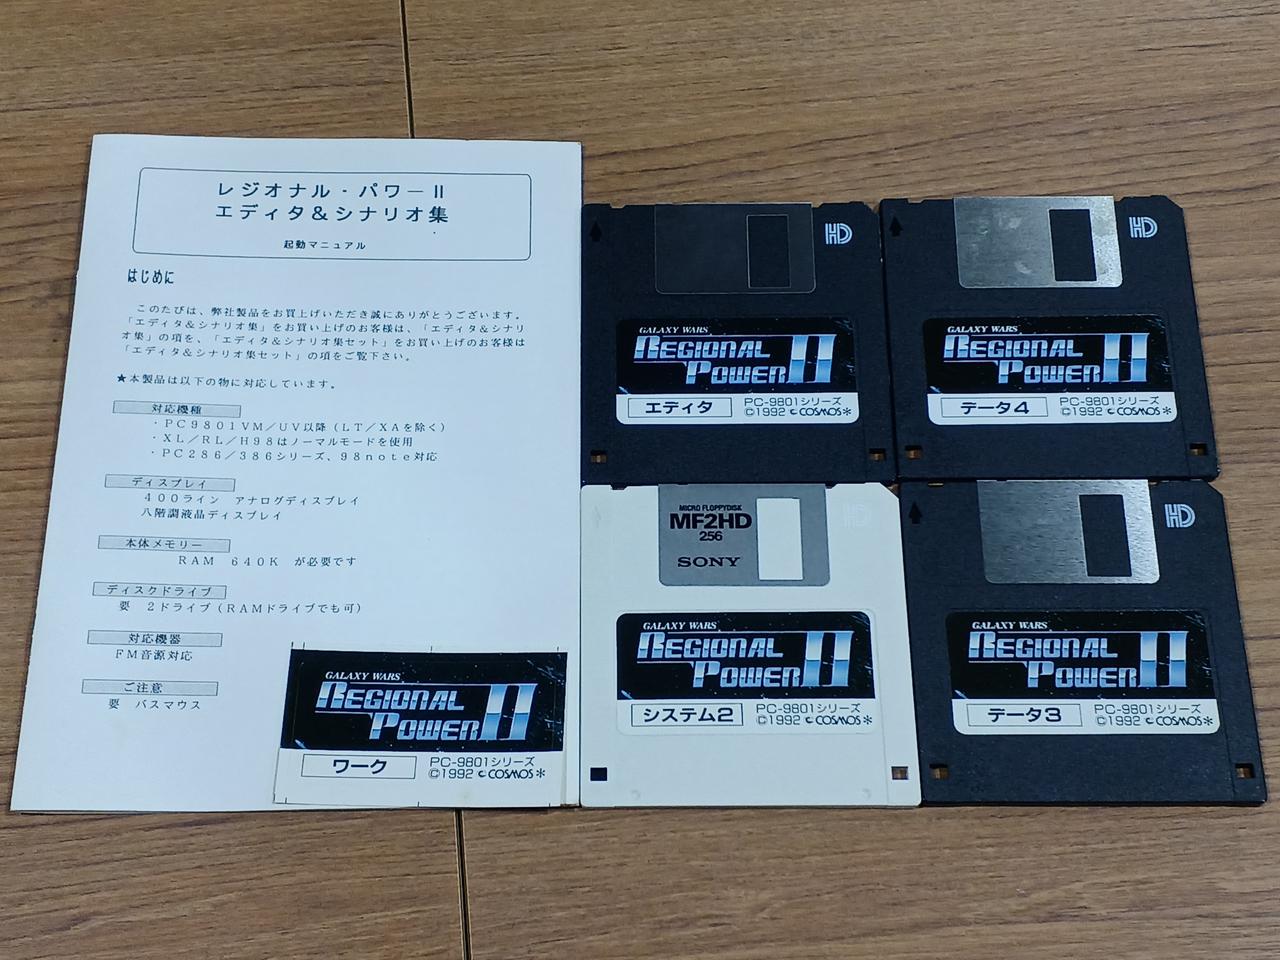 レジオナル・パワーⅡ
エディタ&シナリオ集
起動マニュアル
はじめに
このたびは、弊社製品をお買上げいただき誠にありがとうございます。
「エディタ&シナリオ集」をお買い上げのお客様は、「エディタ&シナリ
オ集」の項を、「エディタ&シナリオ集セット」をお買い上げのお客様は
「エディタ&シナリオ集セット」の項をご覧下さい。
★本製品は以下の物に対応しています。
対応機種
・PC9801VM/UV以降(LT/XAを除く)
・XL/RL/H98はノーマルモードを使用
・PC286/386シリーズ、98note対応
ディスプレイ
400ライン アナログディスプレイ
八階調液晶ディスプレイ
本体メモリー
RAM 640K が必要です
ディスクドライブ
要 2ドライブ(RAMドライブでも可)
対応機器
FM音源対応
ご注意
要 バスマウス
GALAXY WARS
REGIONAL
POWER II
ワーク
PC-9801シリーズ
©1992 COSMOS*
HD
GALAXY WARS
REGIONAL
POWER II
エディタ
PC-9801シリーズ
©1992 COSMOS*
HD
GALAXY WARS
REGIONAL
POWER II
データ4
PC-9801シリーズ
©1992 COSMOS*
MICRO FLOPPYDISK
MF2HD
256
SONY
HD
GALAXY WARS
REGIONAL
POWER II
システム2
PC-9801シリーズ
©1992 COSMOS*
HD
GALAXY WARS
REGIONAL
POWER II
データ3
PC-9801シリーズ
©1992 COSMOS*